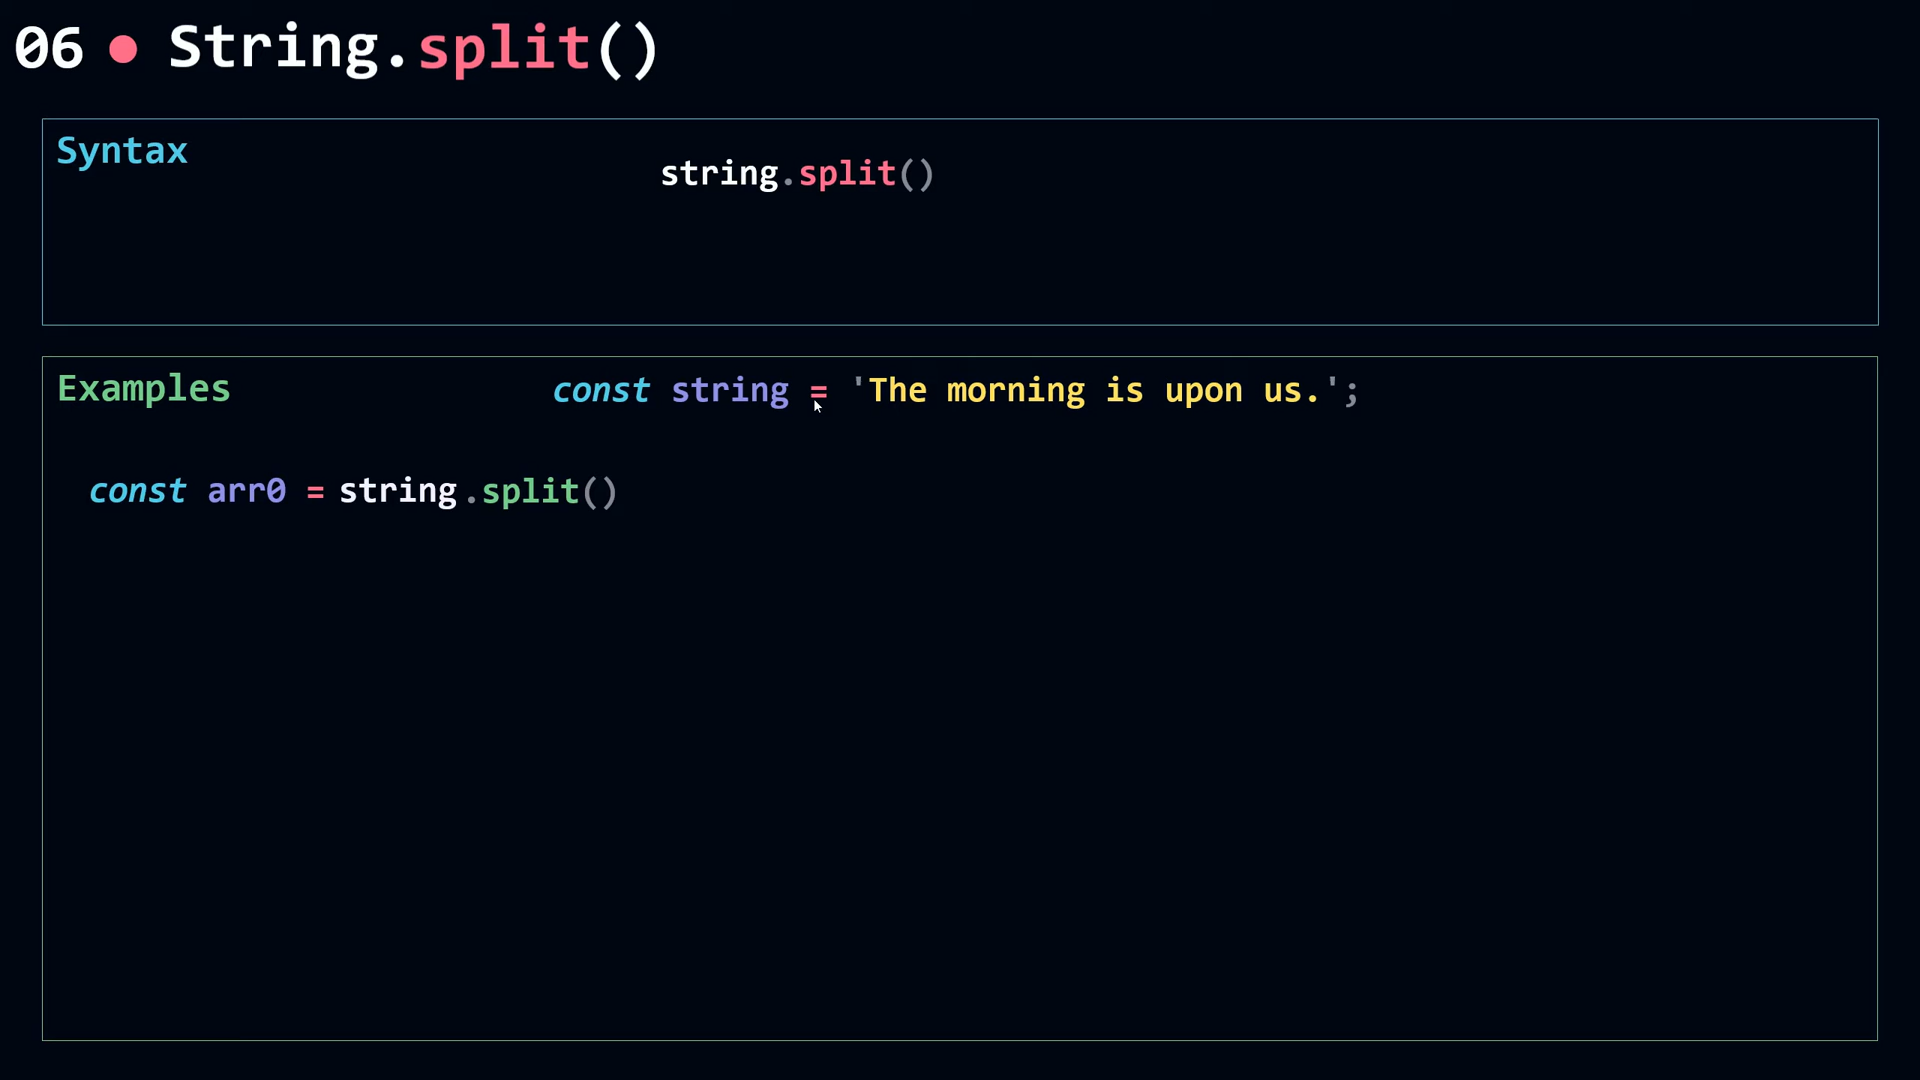 06 • String.split()
Syntax
string.split()
Examples
const string = 'The morning is upon us.';
const arr0 = string.split()